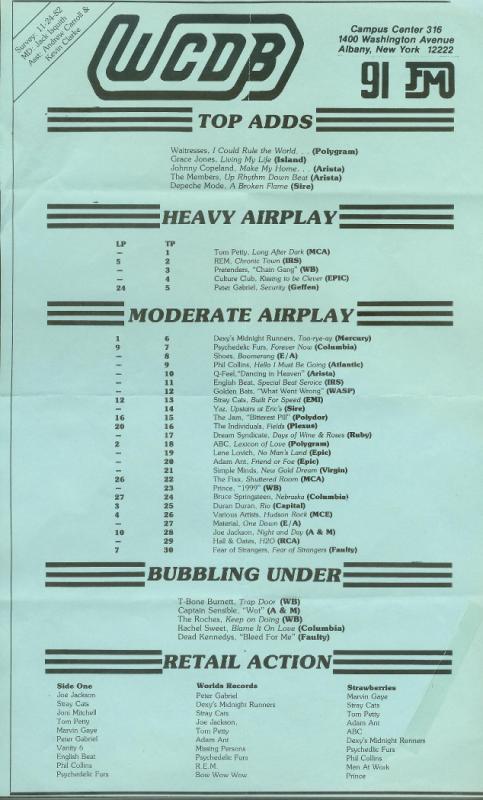 Survey: 11-24-82
MD: Jack Isquith
Asst: Andrew Carroll &
Kevin Clarke
WCDB
Campus Center 316
1400 Washington Avenue
Albany, New York 12222
91 FM
TOP ADDS
Waitresses, I Could Rule the World. . . (Polygram)
Grace Jones, Living My Life (Island)
Johnny Copeland, Make My Home. . . (Arista)
The Members, Up Rhythm Down Beat (Arista)
Depeche Mode, A Broken Flame (Sire)
HEAVY AIRPLAY
LP TP
— 1 Tom Petty, Long After Dark (MCA)
5 2 REM, Chronic Town (IRS)
— 3 Pretenders, "Chain Gang" (WB)
— 4 Culture Club, Kissing to be Clever (EPIC)
24 5 Peter Gabriel, Security (Geffen)
MODERATE AIRPLAY
1 6 Dexy's Midnight Runners, Too-rye-ay (Mercury)
9 7 Psychedelic Furs, Forever Now (Columbia)
— 8 Shoes, Boomerang (E/A)
— 9 Phil Collins, Hello I Must Be Going (Atlantic)
— 10 Q-Feel, "Dancing in Heaven" (Arista)
— 11 English Beat, Special Beat Service (IRS)
— 12 Golden Bats, "What Went Wrong" (WASP)
12 13 Stray Cats, Built For Speed (EMI)
— 14 Yaz, Upstairs at Eric's (Sire)
16 15 The Jam, "Bitterest Pill" (Polydor)
20 16 The Individuals, Fields (Plexus)
— 17 Dream Syndicate, Days of Wine & Roses (Ruby)
2 18 ABC, Lexicon of Love (Polygram)
— 19 Lene Lovich, No Man's Land (Epic)
— 20 Adam Ant, Friend or Foe (Epic)
— 21 Simple Minds, New Gold Dream (Virgin)
26 22 The Fixx, Shuttered Room (MCA)
— 23 Prince, "1999" (WB)
27 24 Bruce Springsteen, Nebraska (Columbia)
3 25 Duran Duran, Rio (Capital)
4 26 Various Artists, Hudson Rock (MCE)
— 27 Material, One Down (E/A)
10 28 Joe Jackson, Night and Day (A & M)
— 29 Hall & Oates, H2O (RCA)
7 30 Fear of Strangers, Fear of Strangers (Faulty)
BUBBLING UNDER
T-Bone Burnett, Trap Door (WB)
Captain Sensible, "Wot" (A & M)
The Roches, Keep on Doing (WB)
Rachel Sweet, Blame It On Love (Columbia)
Dead Kennedys, "Bleed For Me" (Faulty)
RETAIL ACTION
Side One
Joe Jackson
Stray Cats
Joni Mitchell
Tom Petty
Marvin Gaye
Peter Gabriel
Vanity 6
English Beat
Phil Collins
Psychedelic Furs
Worlds Records
Peter Gabriel
Dexy's Midnight Runners
Stray Cats
Joe Jackson,
Tom Petty
Adam Ant
Missing Persons
Psychedelic Furs
R.E.M.
Bow Wow Wow
Strawberries
Marvin Gaye
Stray Cats
Tom Petty
Adam Ant
ABC
Dexy's Midnight Runners
Psychedlic Furs
Phil Collins
Men At Work
Prince